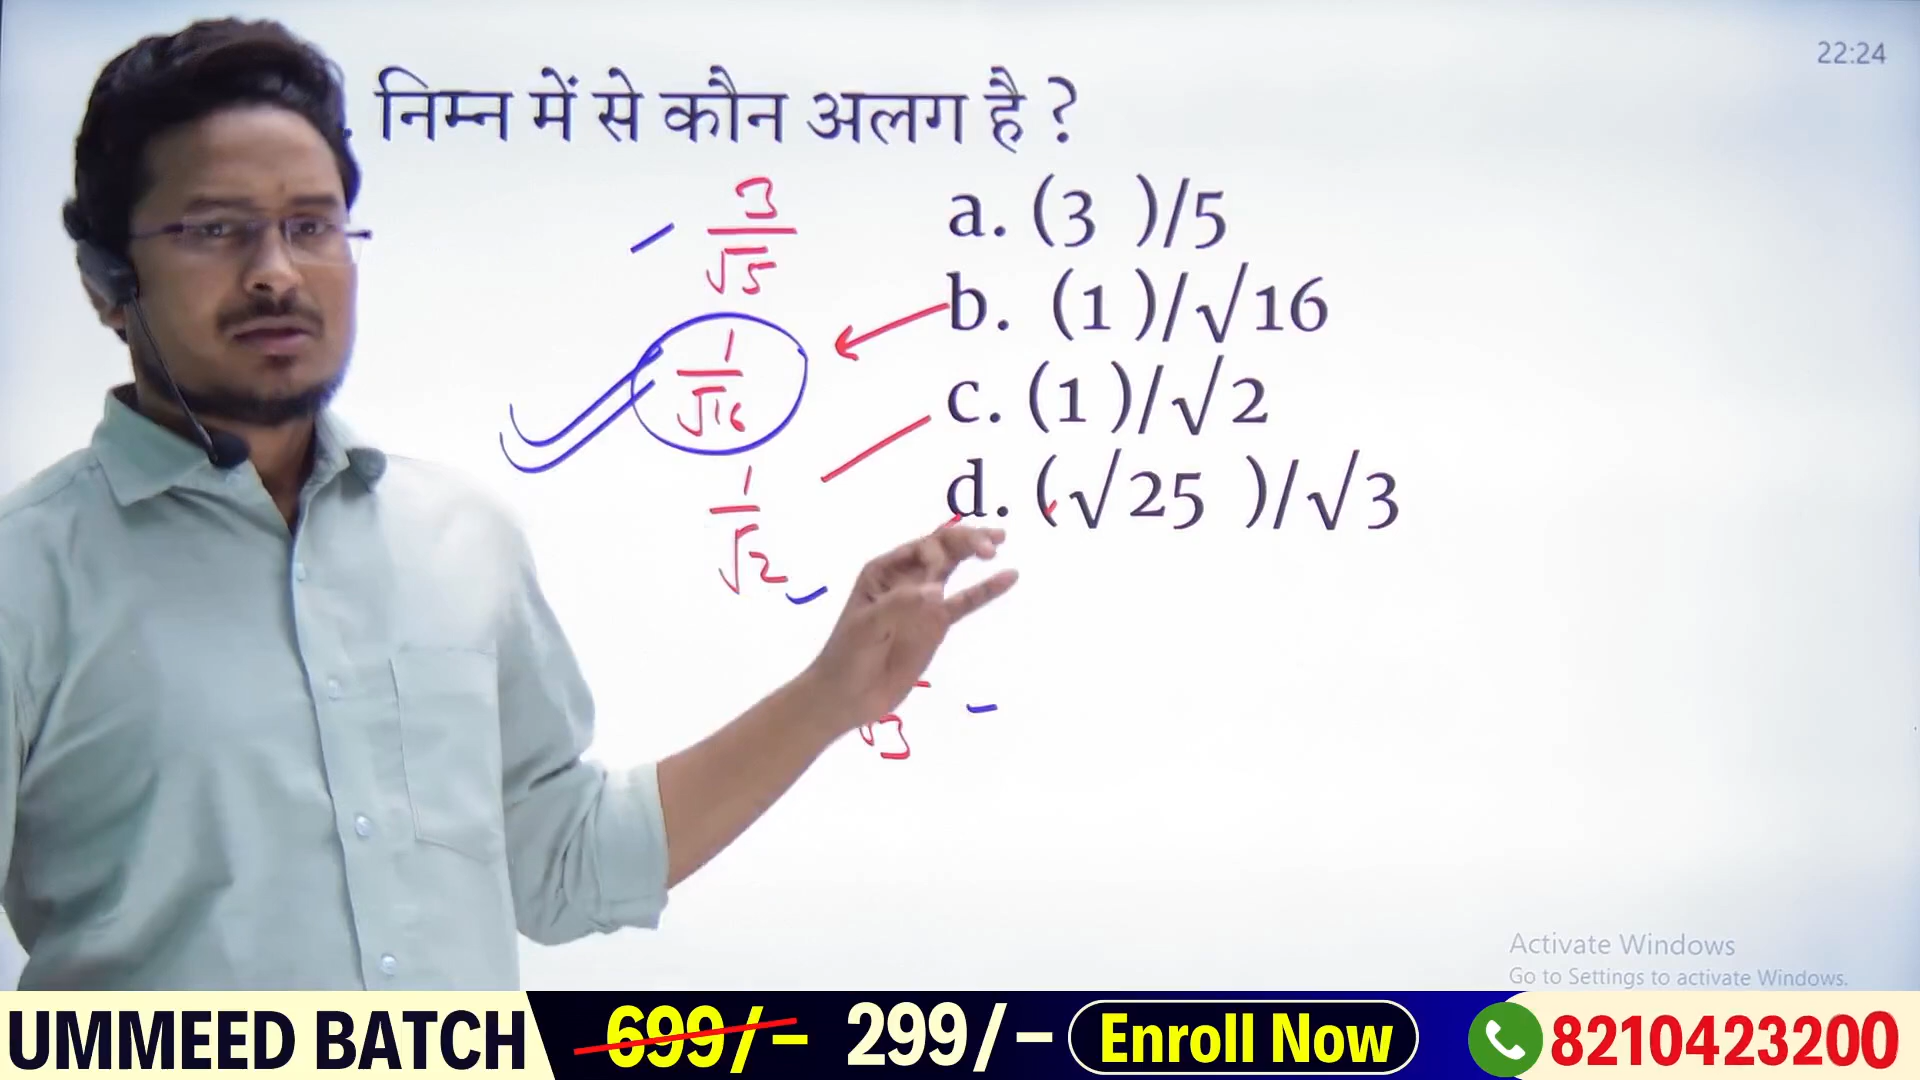 22:24
. निम्न में से कौन अलग है ?
a. (3 )/5
b. (1 )/√16
c. (1 )/√2
d. (√25 )/√3
3/√5
1/√16
1/√2
√3
Activate Windows
Go to Settings to activate Windows.
UMMEED BATCH 699/- 299/- Enroll Now 8210423200